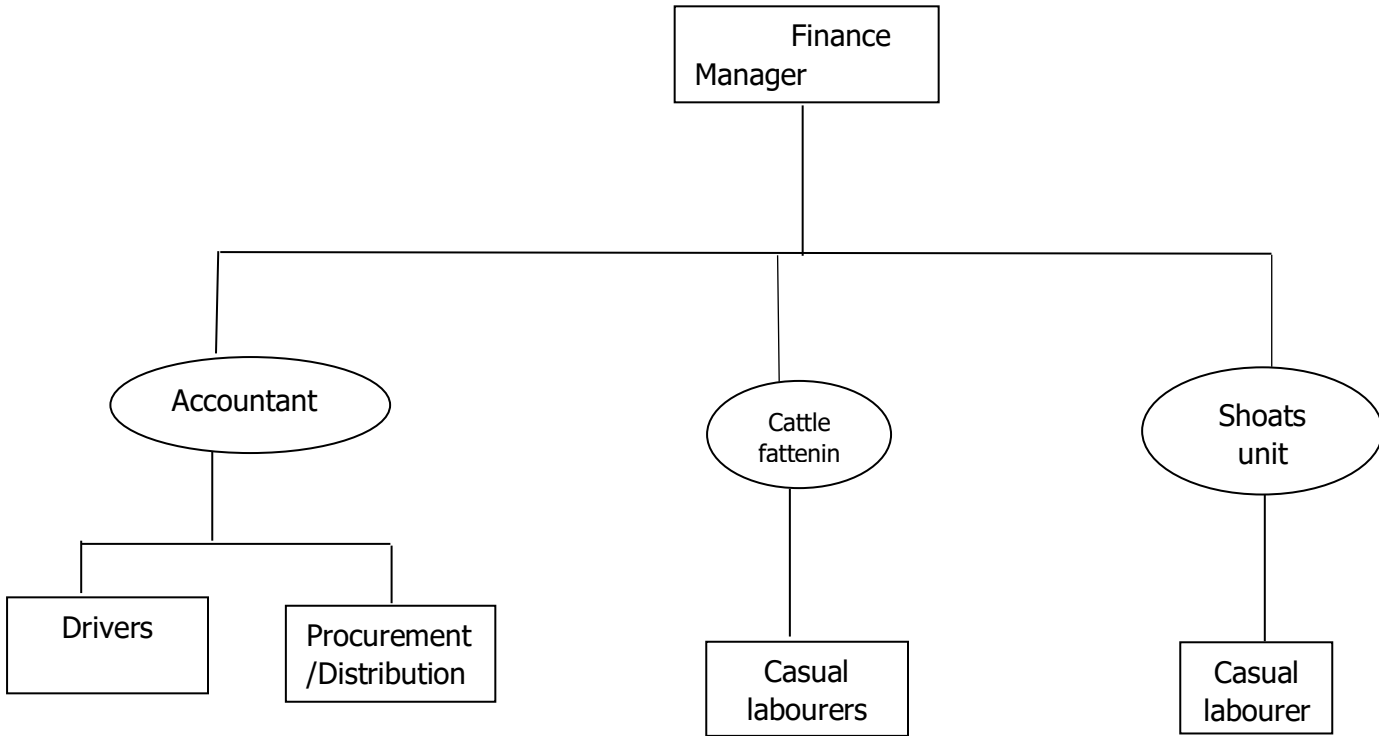 Finance
Manager
Accountant
Cattle
fattenin
Shoats
unit
Drivers
Procurement
/Distribution
Casual
labourers
Casual
labourer